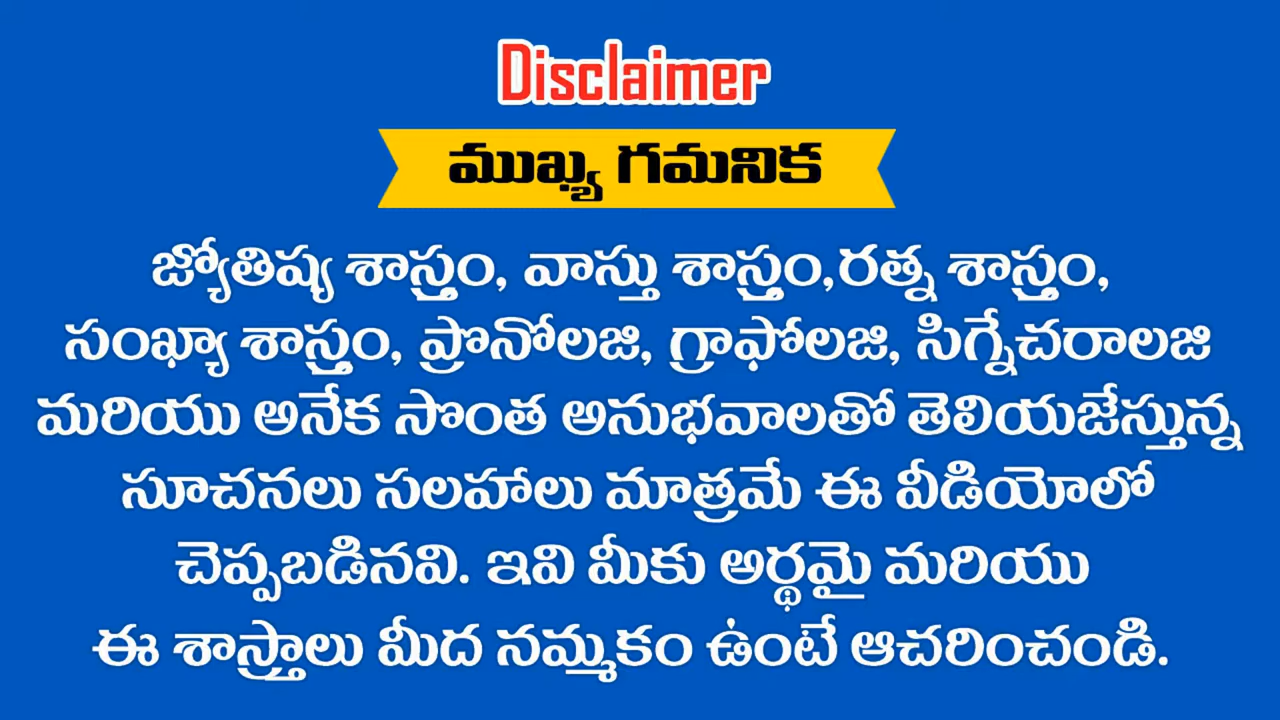 Disclaimer
ముఖ్య గమనిక
జ్యోతిష్య శాస్త్రం, వాస్తు శాస్త్రం,రత్న శాస్త్రం,
సంఖ్యా శాస్త్రం, ప్రొనోలజి, గ్రాఫోలజి, సిగ్నేచరాలజి
మరియు అనేక సొంత అనుభవాలతో తెలియజేస్తున్న
సూచనలు సలహాలు మాత్రమే ఈ వీడియోలో
చెప్పబడినవి. ఇవి మీకు అర్థమై మరియు
ఈ శాస్త్రాలు మీద నమ్మకం ఉంటే ఆచరించండి.